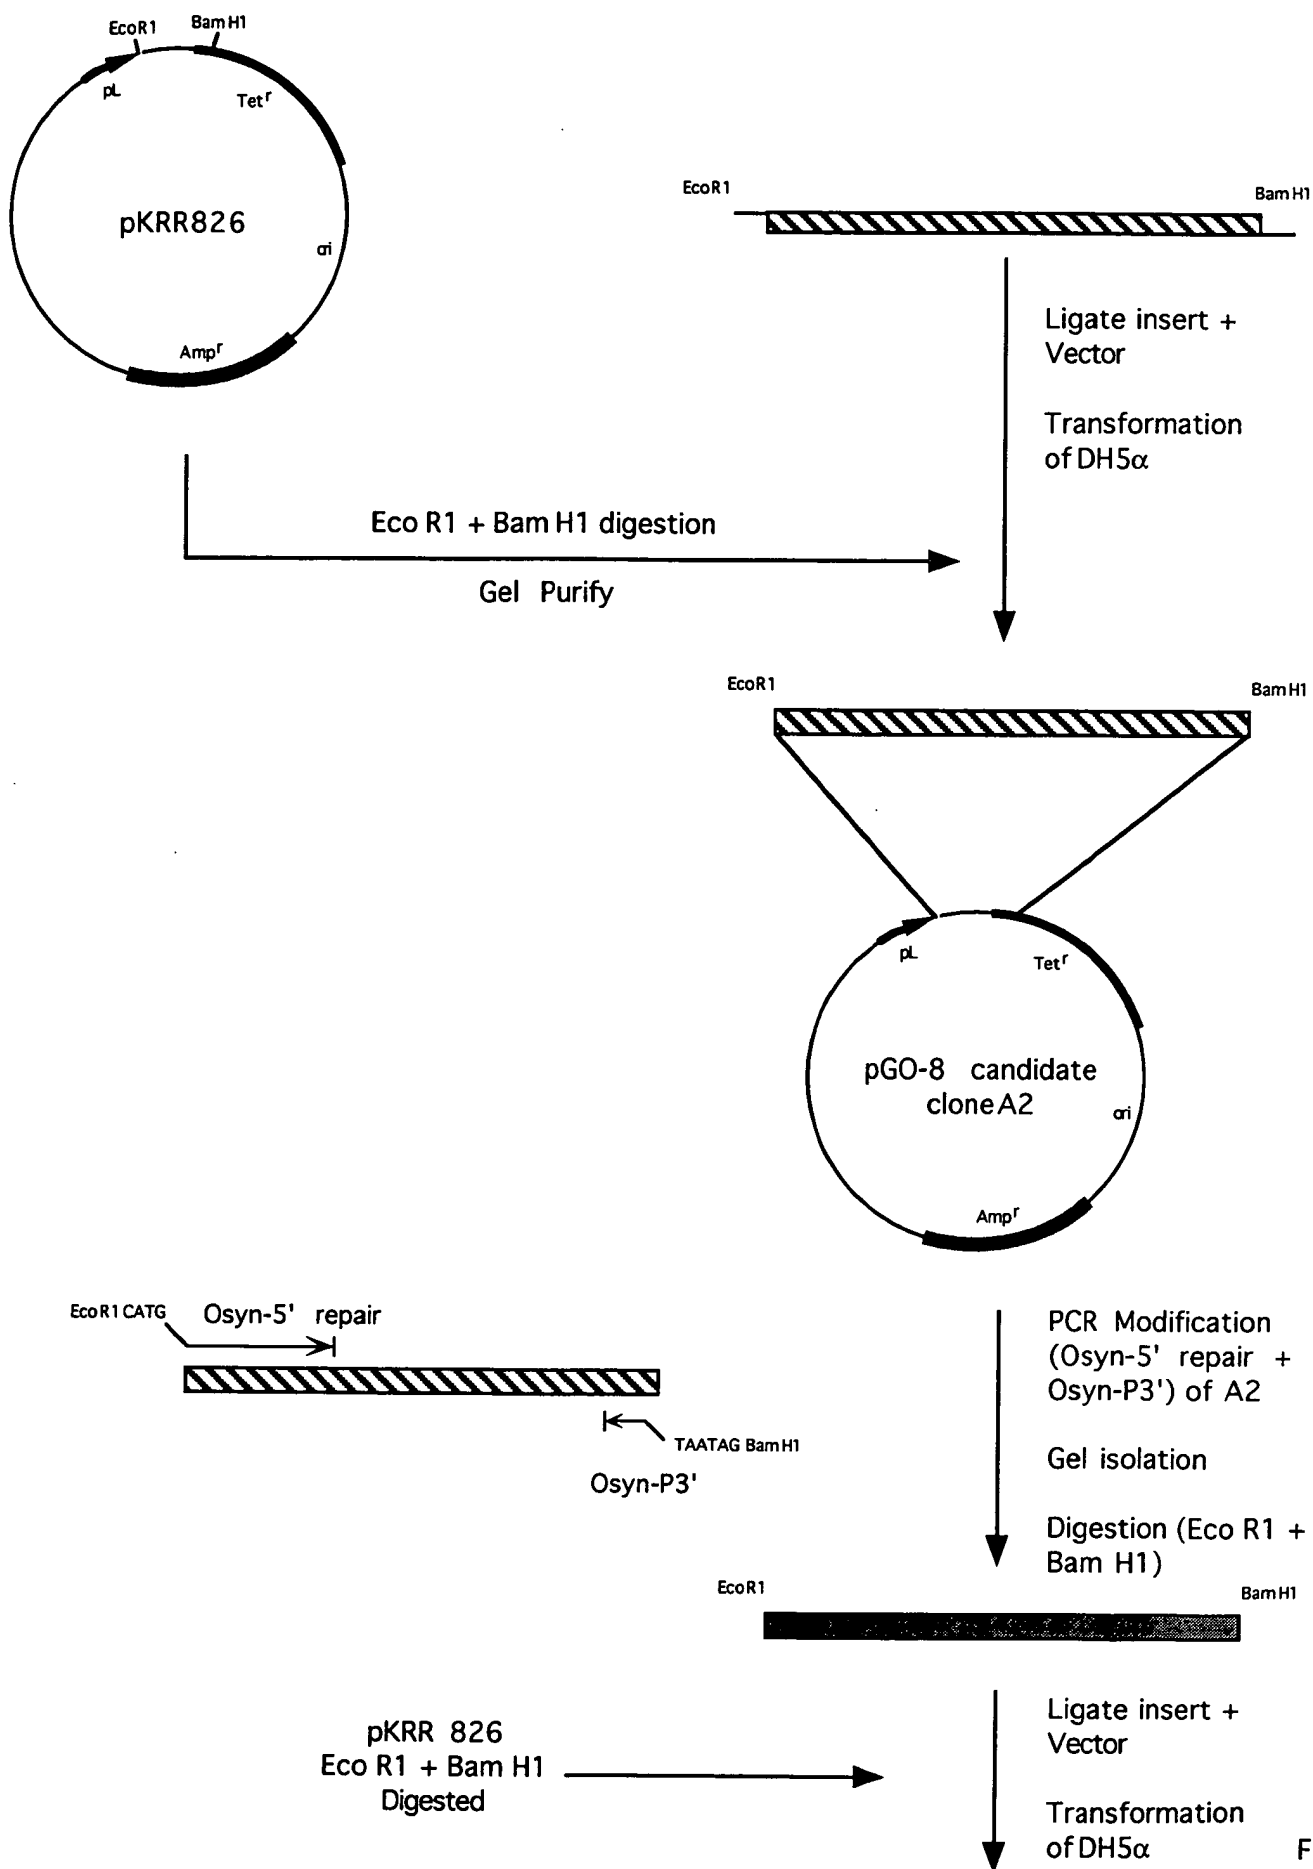 EcoR1
BamH1
pL
Tetr
pKRR826
ori
Ampr
EcoR1
BamH1
Ligate insert +
Vector
Transformation
of DH5α
Eco R1 + Bam H1 digestion
Gel Purify
EcoR1
BamH1
pL
Tetr
pGO-8 candidate
clone A2
ori
Ampr
EcoR1 CATG
Osyn-5' repair
TAATAG BamH1
Osyn-P3'
PCR Modification
(Osyn-5' repair +
Osyn-P3') of A2
Gel isolation
Digestion (Eco R1 +
Bam H1)
EcoR1
BamH1
pKRR 826
Eco R1 + Bam H1
Digested
Ligate insert +
Vector
Transformation
of DH5α
F